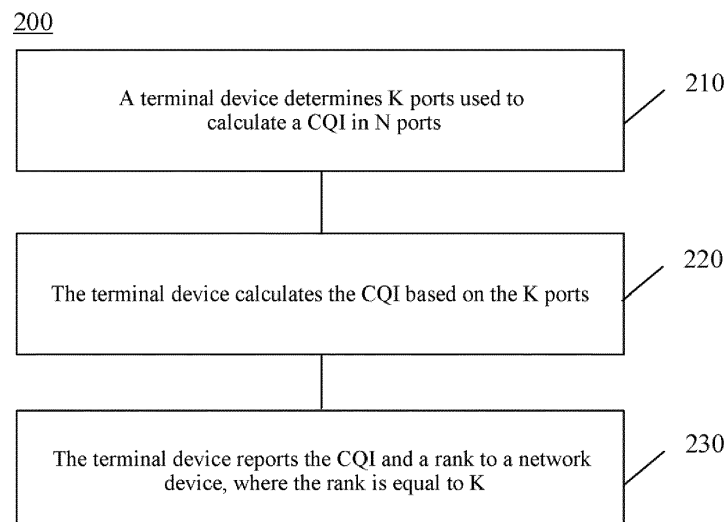 200
A terminal device determines K ports used to
calculate a CQI in N ports
210
The terminal device calculates the CQI based on the K ports
220
The terminal device reports the CQI and a rank to a network
device, where the rank is equal to K
230